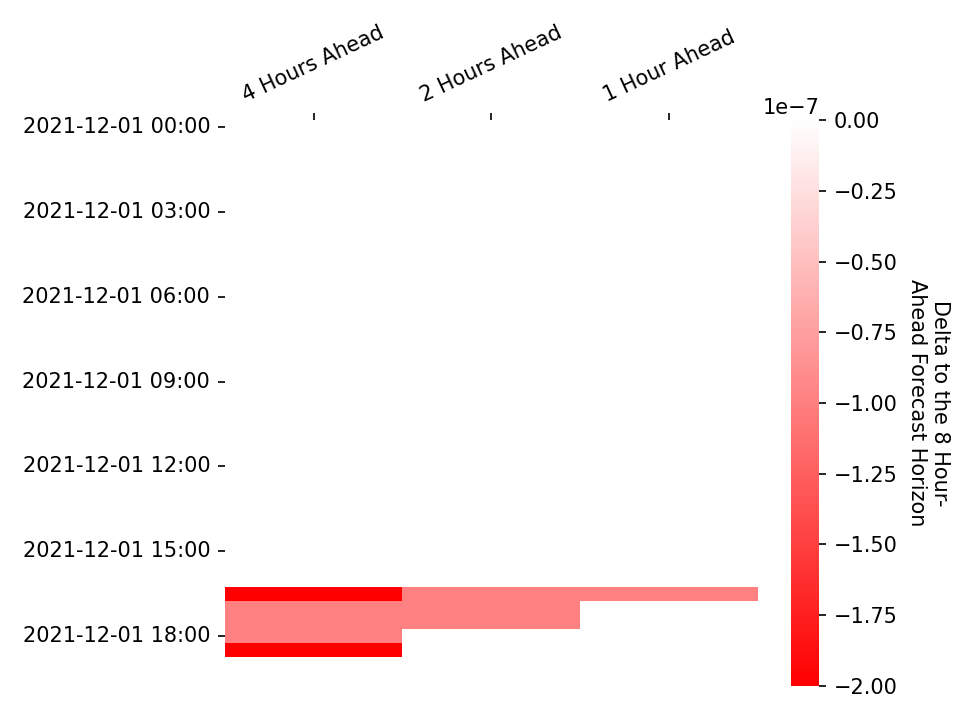 4 Hours Ahead
2 Hours Ahead
1 Hour Ahead
1e−7
2021-12-01 00:00
2021-12-01 03:00
2021-12-01 06:00
2021-12-01 09:00
2021-12-01 12:00
2021-12-01 15:00
2021-12-01 18:00
0.00
−0.25
−0.50
−0.75
−1.00
−1.25
−1.50
−1.75
−2.00
Delta to the 8 Hour-
Ahead Forecast Horizon